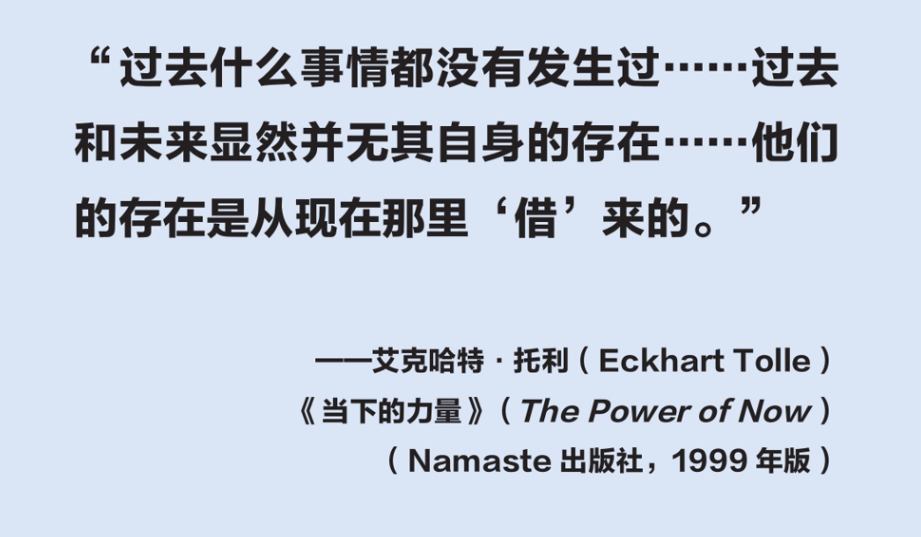 “过去什么事情都没有发生过……过去
和未来显然并无其自身的存在……他们
的存在是从现在那里‘借’来的。”
——艾克哈特·托利（Eckhart Tolle）
《当下的力量》（The Power of Now）
（Namaste 出版社，1999 年版）